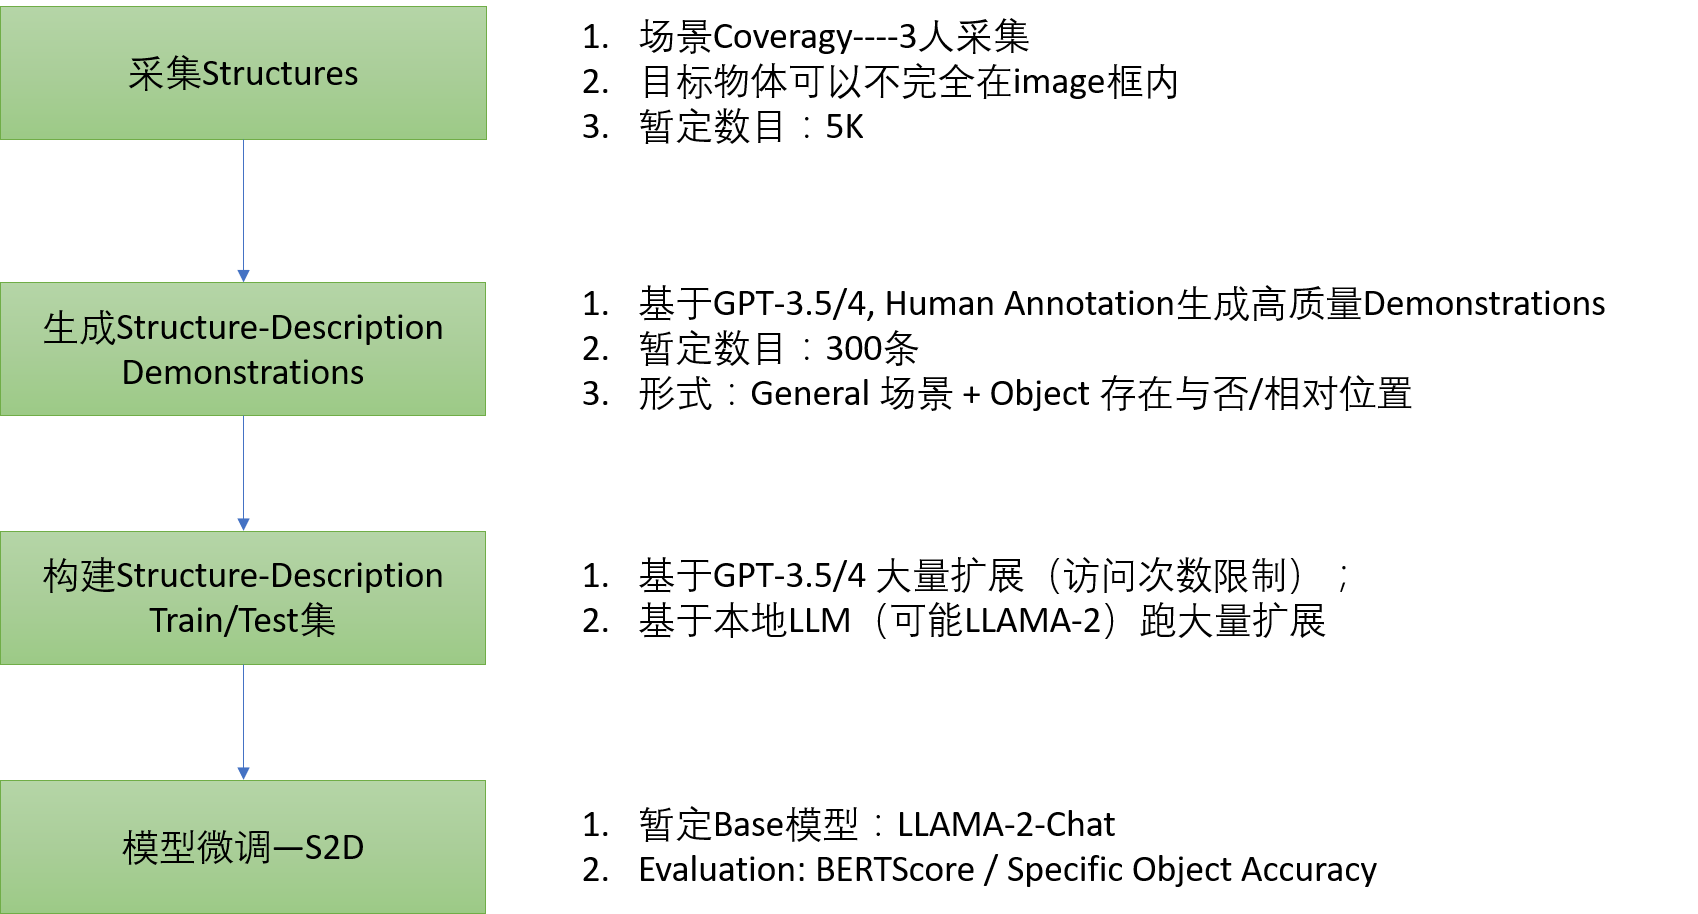 采集Structures
1. 场景Coveragy----3人采集
2. 目标物体可以不完全在image框内
3. 暂定数目：5K
生成Structure-Description
Demonstrations
1. 基于GPT-3.5/4, Human Annotation生成高质量Demonstrations
2. 暂定数目：300条
3. 形式：General 场景 + Object 存在与否/相对位置
构建Structure-Description
Train/Test集
1. 基于GPT-3.5/4 大量扩展（访问次数限制）；
2. 基于本地LLM（可能LLAMA-2）跑大量扩展
模型微调—S2D
1. 暂定Base模型：LLAMA-2-Chat
2. Evaluation: BERTScore / Specific Object Accuracy